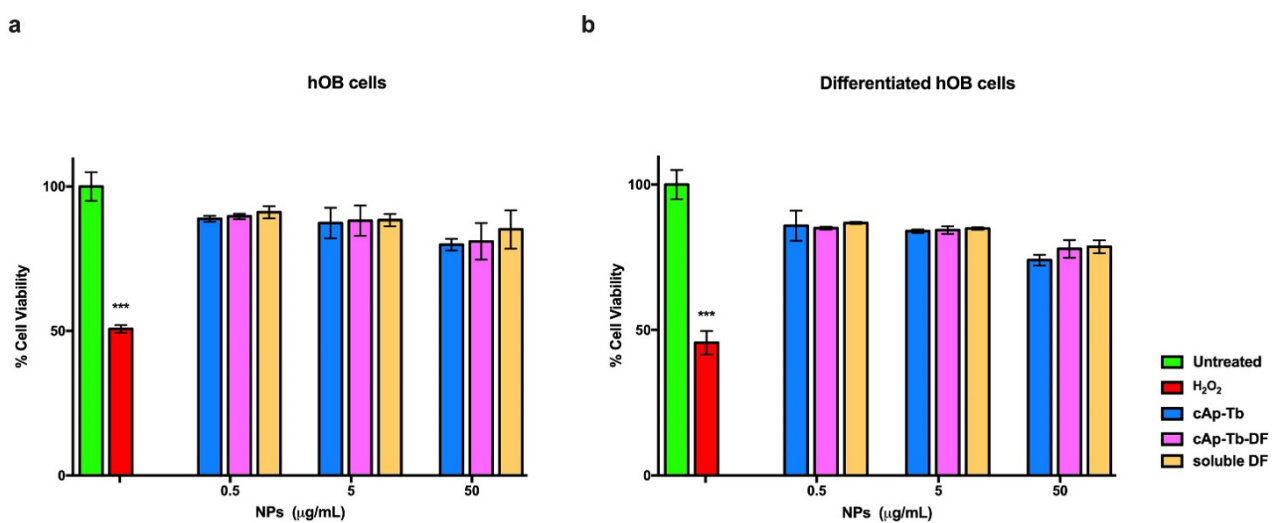 a
hOB cells
% Cell Viability
100
50
0
***
0.5
5
50
NPs (μg/mL)
b
Differentiated hOB cells
% Cell Viability
100
50
0
***
0.5
5
50
NPs (μg/mL)
Untreated
H₂O₂
cAp-Tb
cAp-Tb-DF
soluble DF